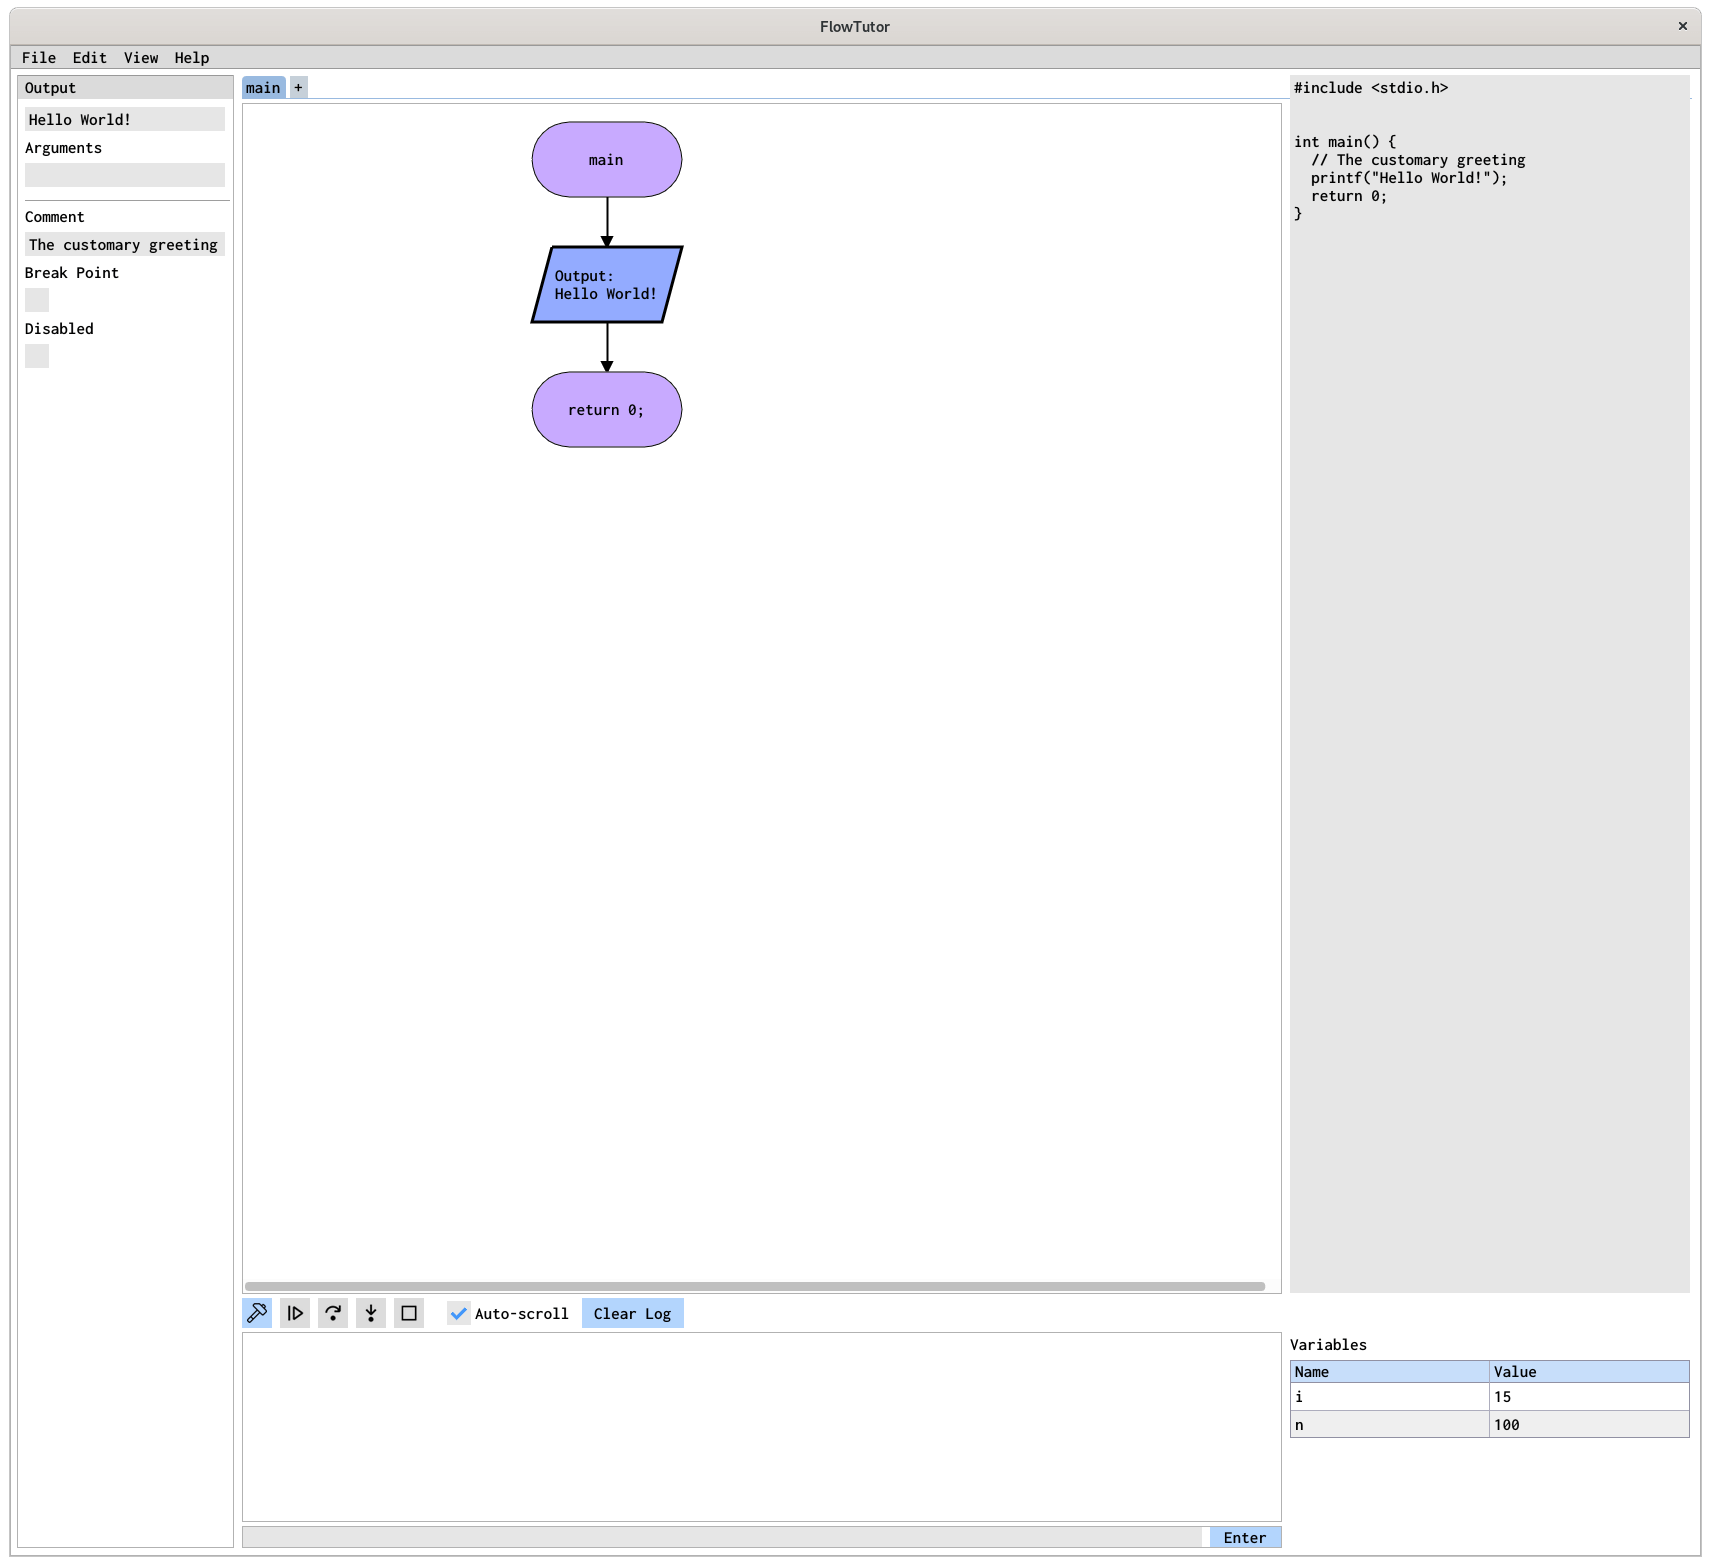 FlowTutor
File Edit View Help
Output
Hello World!
Arguments
Comment
The customary greeting
Break Point
Disabled
main +
main
Output:
Hello World!
return 0;
#include <stdio.h>
int main() {
  // The customary greeting
  printf("Hello World!");
  return 0;
}
Auto-scroll Clear Log
Enter
Variables
Name Value
i 15
n 100